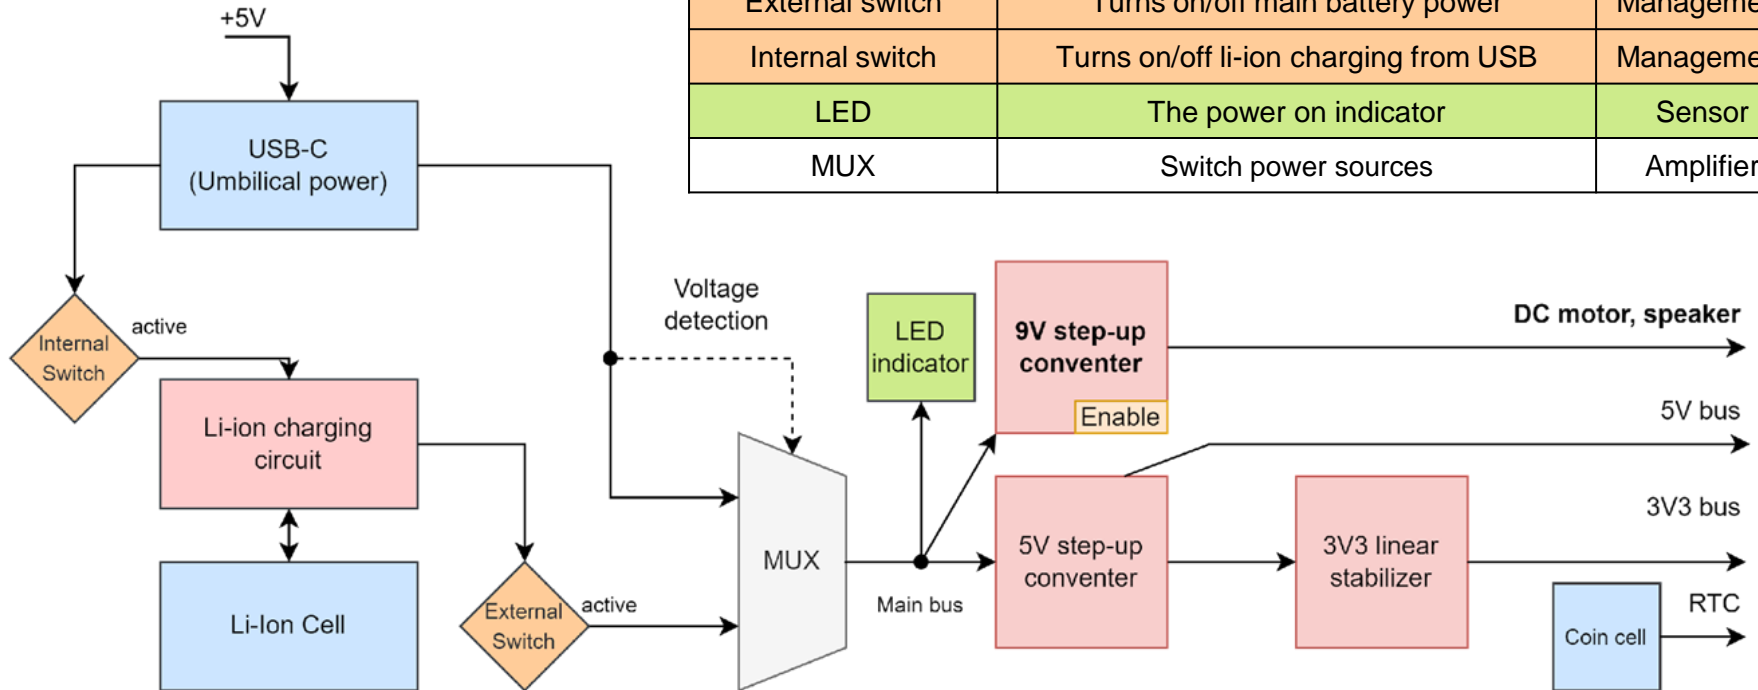 External switch Turns on/off main battery power
Internal switch Turns on/off li-ion charging from USB
LED The power on indicator Sensor
MUX Switch power sources Amplifier
+5V
USB-C
(Umbilical power)
Internal
Switch
active
Li-ion charging
circuit
Li-Ion Cell
External
Switch
active
Voltage
detection
MUX
Main bus
LED
indicator
9V step-up
conventer
Enable
5V step-up
conventer
3V3 linear
stabilizer
DC motor, speaker
5V bus
3V3 bus
RTC
Coin cell